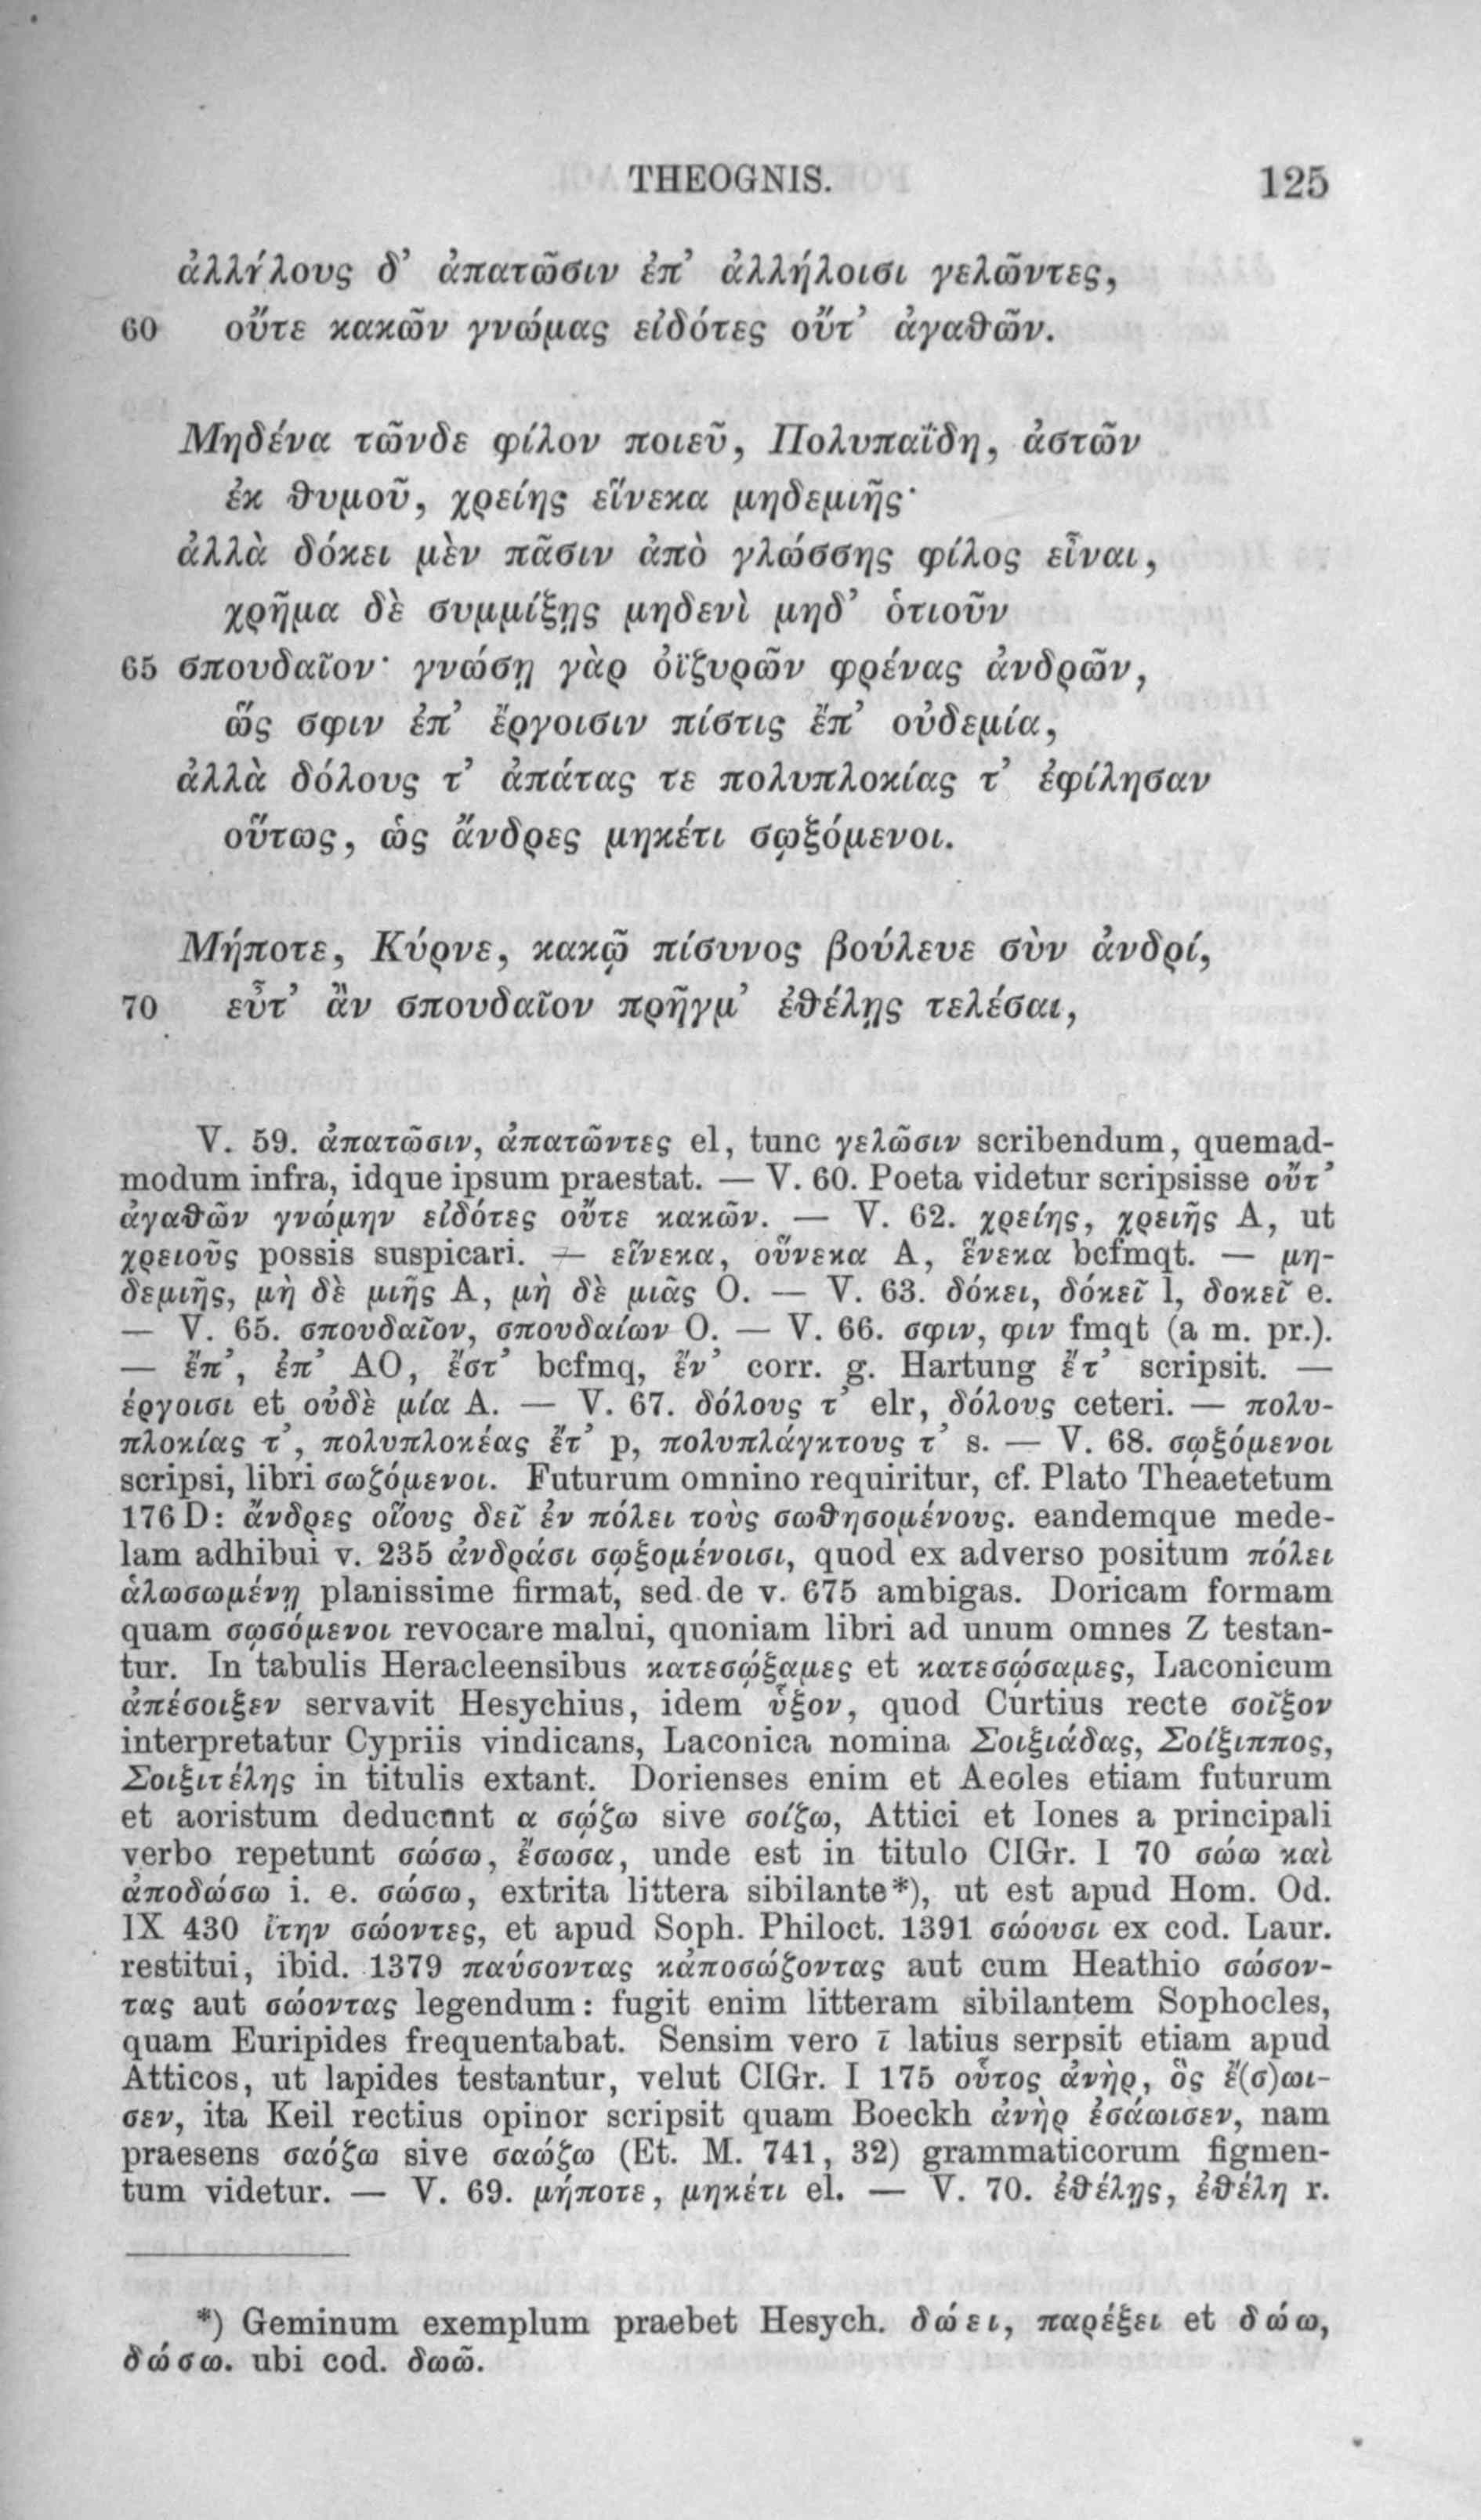 THEOGNIS. 125
ἀλλήλους δ’ ἀπατῶσιν ἐπ’ ἀλλήλοισι γελῶντες,
60 οὔτε κακῶν γνώμας εἰδότες οὔτ’ ἀγαθῶν.
Μηδένα τῶνδε φίλον ποιεῦ, Πολυπαΐδη, ἀστῶν
ἐκ θυμοῦ, χρείης εἵνεκα μηδεμιῆς·
ἀλλὰ δόκει μὲν πᾶσιν ἀπὸ γλώσσης φίλος εἶναι,
χρῆμα δὲ συμμίξῃς μηδενὶ μηδ’ ὁτιοῦν
65 σπουδαῖον· γνώσῃ γὰρ ὀϊζυρῶν φρένας ἀνδρῶν,
ὥς σφιν ἐπ’ ἔργοισιν πίστις ἔπ’ οὐδεμία,
ἀλλὰ δόλους τ’ ἀπάτας τε πολυπλοκίας τ’ ἐφίλησαν
οὕτως, ὡς ἄνδρες μηκέτι σῳξόμενοι.
Μήποτε, Κύρνε, κακῷ πίσυνος βούλευε σὺν ἀνδρί,
70 εὖτ’ ἂν σπουδαῖον πρῆγμ’ ἐθέλῃς τελέσαι,
V. 59. ἀπατῶσιν, ἀπατῶντες el, tunc γελῶσιν scribendum, quemad-
modum infra, idque ipsum praestat. — V. 60. Poeta videtur scripsisse οὔτ’
ἀγαθῶν γνώμην εἰδότες οὔτε κακῶν. — V. 62. χρείης, χρειῆς A, ut
χρειοῦς possis suspicari. — εἵνεκα, οὕνεκα A, ἕνεκα bcfmqt. — μη-
δεμιῆς, μὴ δὲ μιῆς A, μὴ δὲ μιᾶς O. — V. 63. δόκει, δόκεῖ l, δοκεῖ e.
— V. 65. σπουδαῖον, σπουδαίων O. — V. 66. σφιν, φιν fmqt (a m. pr.).
— ἔπ’, ἐπ’ AO, ἔστ’ bcfmq, ἔν’ corr. g. Hartung ἔτ’ scripsit. —
ἐργοισι et οὐδὲ μία A. — V. 67. δόλους τ’ elr, δόλους ceteri. — πολυ-
πλοκίας τ’, πολυπλοκέας ἔτ’ p, πολυπλάγκτους τ’ s. — V. 68. σῳξόμενοι
scripsi, libri σωζόμενοι. Futurum omnino requiritur, cf. Plato Theaetetum
176 D: ἄνδρες οἵους δεῖ ἐν πόλει τοὺς σωθησομένους. eandemque mede-
lam adhibui v. 235 ἀνδράσι σῳξομένοισι, quod ex adverso positum πόλει
ἁλωσωμένῃ planissime firmat, sed de v. 675 ambigas. Doricam formam
quam σῳσόμενοι revocare malui, quoniam libri ad unum omnes Z testan-
tur. In tabulis Heracleensibus κατεσῴξαμες et κατεσῴσαμες, Laconicum
ἀπέσοιξεν servavit Hesychius, idem ὗξον, quod Curtius recte σοῖξον
interpretatur Cypriis vindicans, Laconica nomina Σοιξιάδας, Σοίξιππος,
Σοιξιτέλης in titulis extant. Dorienses enim et Aeoles etiam futurum
et aoristum deducunt α σῴζω sive σοίζω, Attici et Iones a principali
verbo repetunt σώσω, ἔσωσα, unde est in titulo CIGr. I 70 σώω καὶ
ἀποδώσω i. e. σώσω, extrita littera sibilante*), ut est apud Hom. Od.
IX 430 ἴτην σώοντες, et apud Soph. Philoct. 1391 σώουσι ex cod. Laur.
restitui, ibid. 1379 παύσοντας κἀποσώζοντας aut cum Heathio σώσον-
τας aut σώοντας legendum: fugit enim litteram sibilantem Sophocles,
quam Euripides frequentabat. Sensim vero ῑ latius serpsit etiam apud
Atticos, ut lapides testantur, velut CIGr. I 175 οὗτος ἀνὴρ, ὃς ἔ(σ)ωι-
σεν, ita Keil rectius opinor scripsit quam Boeckh ἀνὴρ ἐσάωισεν, nam
praesens σαόζω sive σαώζω (Et. M. 741, 32) grammaticorum figmen-
tum videtur. — V. 69. μήποτε, μηκέτι el. — V. 70. ἐθέλῃς, ἐθέλη r.
*) Geminum exemplum praebet Hesych. δώει, παρέξει et δώω,
δώσω. ubi cod. δωῶ.